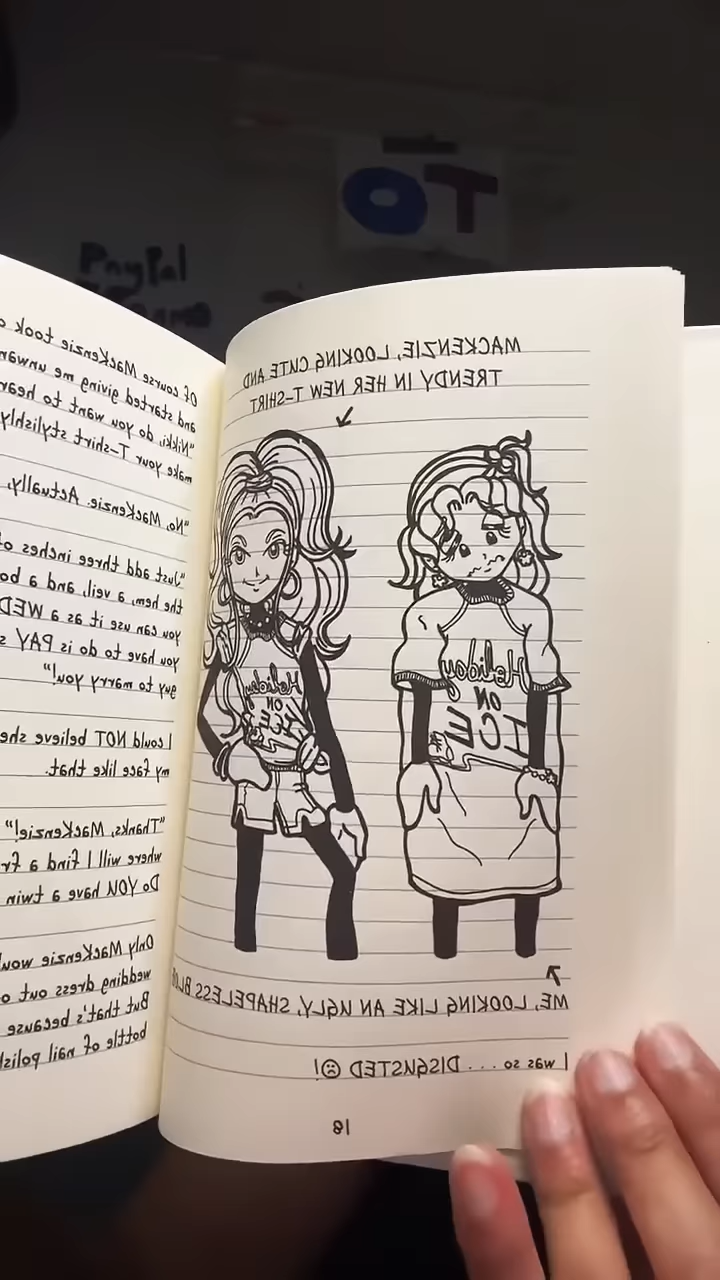 TO
PayPal
MACKENZIE, LOOKING CUTE AND
TRENDY IN HER NEW T-SHIRT
Holiday
ON
ICE
Holiday
ON
ICE
ME, LOOKING LIKE AN UGLY, SHAPELESS
I was so . . . DISGUSTED ☹!
18
Of course MacKenzie took
and started giving me
"Nikki, do you want to hear
make your T-shirt stylishly
"No, MacKenzie. Actually,
"Just add three inches of
the hem, a veil, and a
you can use it as a
you have to do is PAY
guy to marry you!"
I could NOT believe she
my face like that.
"Thanks, MacKenzie!"
where will I find a
Do YOU have a twin
Only MacKenzie
wedding dress out
But that's because
bottle of nail